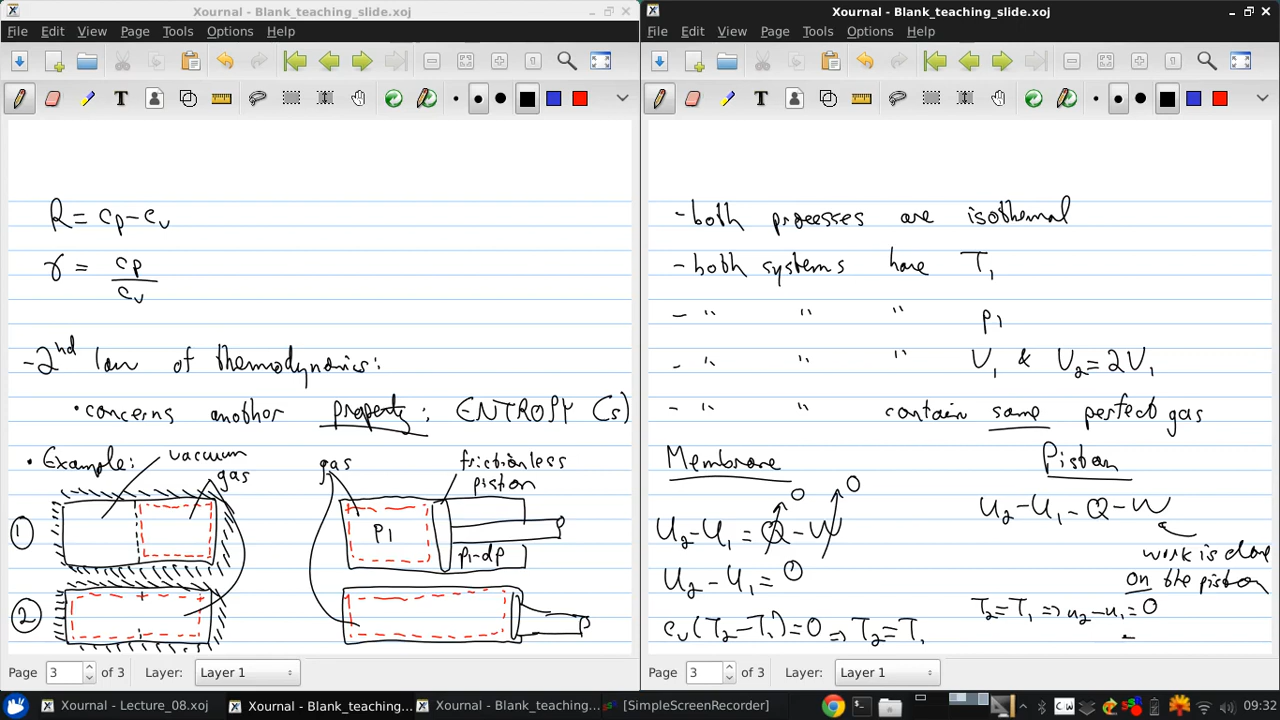 Xournal - Blank_teaching_slide.xoj
File Edit View Page Tools Options Help
R = cp - cv
γ = cp / cv
- 2nd law of thermodynamics:
• concerns another property: ENTROPY (s)
• Example:
vacuum
gas
gas
frictionless
piston
1
P1
p1-dp
2
Page 3 of 3 Layer: Layer 1
Xournal - Blank_teaching_slide.xoj
File Edit View Page Tools Options Help
- both processes are isothermal
- both systems have T1
- " " " p1
- " " " V1 & V2 = 2V1
- " " contain same perfect gas
Membrane
U2 - U1 = Q - W
0 0
U2 - U1 = 0
cv (T2 - T1) = 0 => T2 = T1
Piston
U2 - U1 = Q - W
work is done
on the piston
T2 = T1 => u2 - u1 = 0
Page 3 of 3 Layer: Layer 1
Xournal - Lecture_08.xoj
Xournal - Blank_teaching...
Xournal - Blank_teaching...
[SimpleScreenRecorder]
09:32